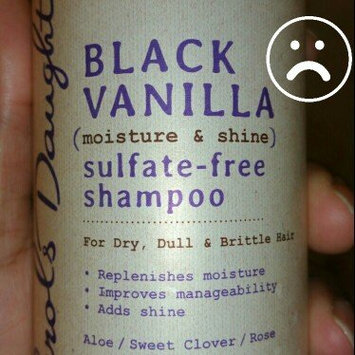 BLACK
VANILLA
(moisture & shine)
sulfate-free
shampoo
For Dry, Dull & Brittle Hair
• Replenishes moisture
• Improves manageability
• Adds shine
Aloe / Sweet Clover / Rose